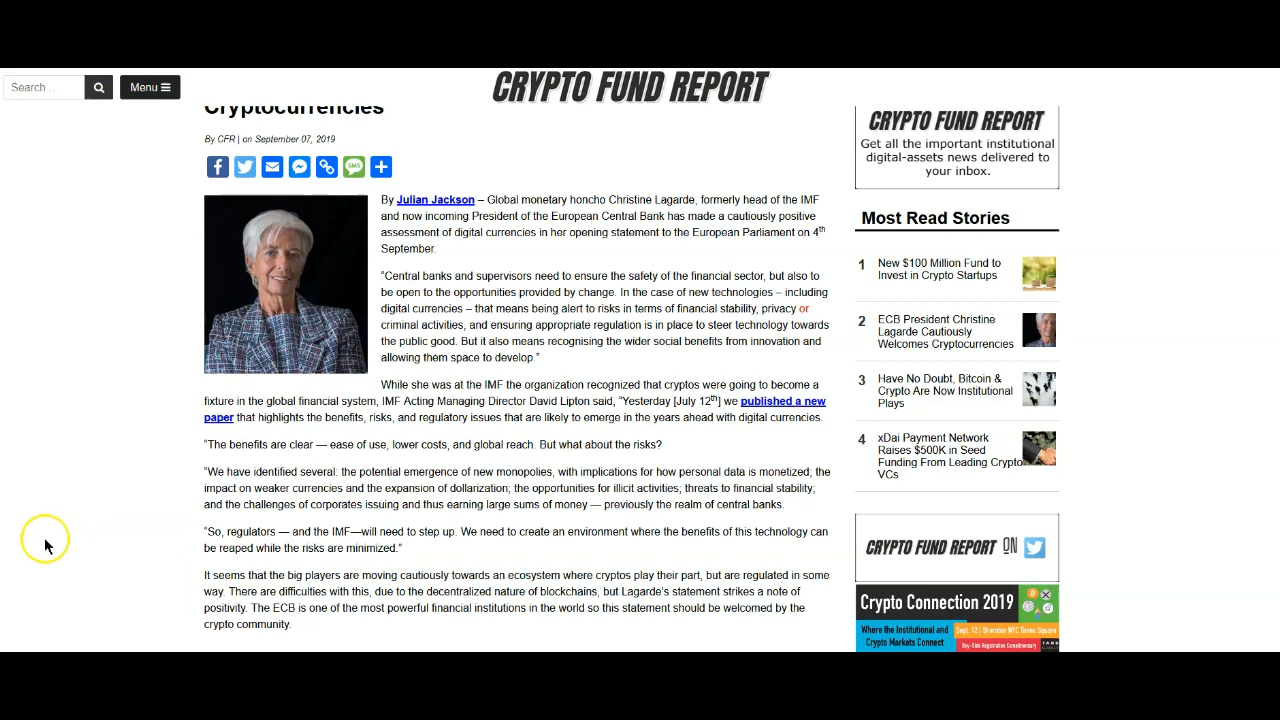 Search …
Menu
CRYPTO FUND REPORT
Cryptocurrencies
By CFR | on September 07, 2019
SMS
By Julian Jackson – Global monetary honcho Christine Lagarde, formerly head of the IMF
and now incoming President of the European Central Bank has made a cautiously positive
assessment of digital currencies in her opening statement to the European Parliament on 4th
September.
“Central banks and supervisors need to ensure the safety of the financial sector, but also to
be open to the opportunities provided by change. In the case of new technologies – including
digital currencies – that means being alert to risks in terms of financial stability, privacy or
criminal activities, and ensuring appropriate regulation is in place to steer technology towards
the public good. But it also means recognising the wider social benefits from innovation and
allowing them space to develop.”
While she was at the IMF the organization recognized that cryptos were going to become a
fixture in the global financial system, IMF Acting Managing Director David Lipton said, “Yesterday [July 12th] we published a new
paper that highlights the benefits, risks, and regulatory issues that are likely to emerge in the years ahead with digital currencies.
“The benefits are clear — ease of use, lower costs, and global reach. But what about the risks?
“We have identified several: the potential emergence of new monopolies, with implications for how personal data is monetized; the
impact on weaker currencies and the expansion of dollarization; the opportunities for illicit activities; threats to financial stability;
and the challenges of corporates issuing and thus earning large sums of money — previously the realm of central banks.
“So, regulators — and the IMF—will need to step up. We need to create an environment where the benefits of this technology can
be reaped while the risks are minimized.”
It seems that the big players are moving cautiously towards an ecosystem where cryptos play their part, but are regulated in some
way. There are difficulties with this, due to the decentralized nature of blockchains, but Lagarde’s statement strikes a note of
positivity. The ECB is one of the most powerful financial institutions in the world so this statement should be welcomed by the
crypto community.
CRYPTO FUND REPORT
Get all the important institutional
digital-assets news delivered to
your inbox.
Most Read Stories
1 New $100 Million Fund to
Invest in Crypto Startups
2 ECB President Christine
Lagarde Cautiously
Welcomes Cryptocurrencies
3 Have No Doubt, Bitcoin &
Crypto Are Now Institutional
Plays
4 xDai Payment Network
Raises $500K in Seed
Funding From Leading Crypto
VCs
CRYPTO FUND REPORT ON
Crypto Connection 2019
Where the Institutional and
Crypto Markets Connect
Sept. 12 | Sheraton NYC Times Square
Buy-Side Registration Complimentary